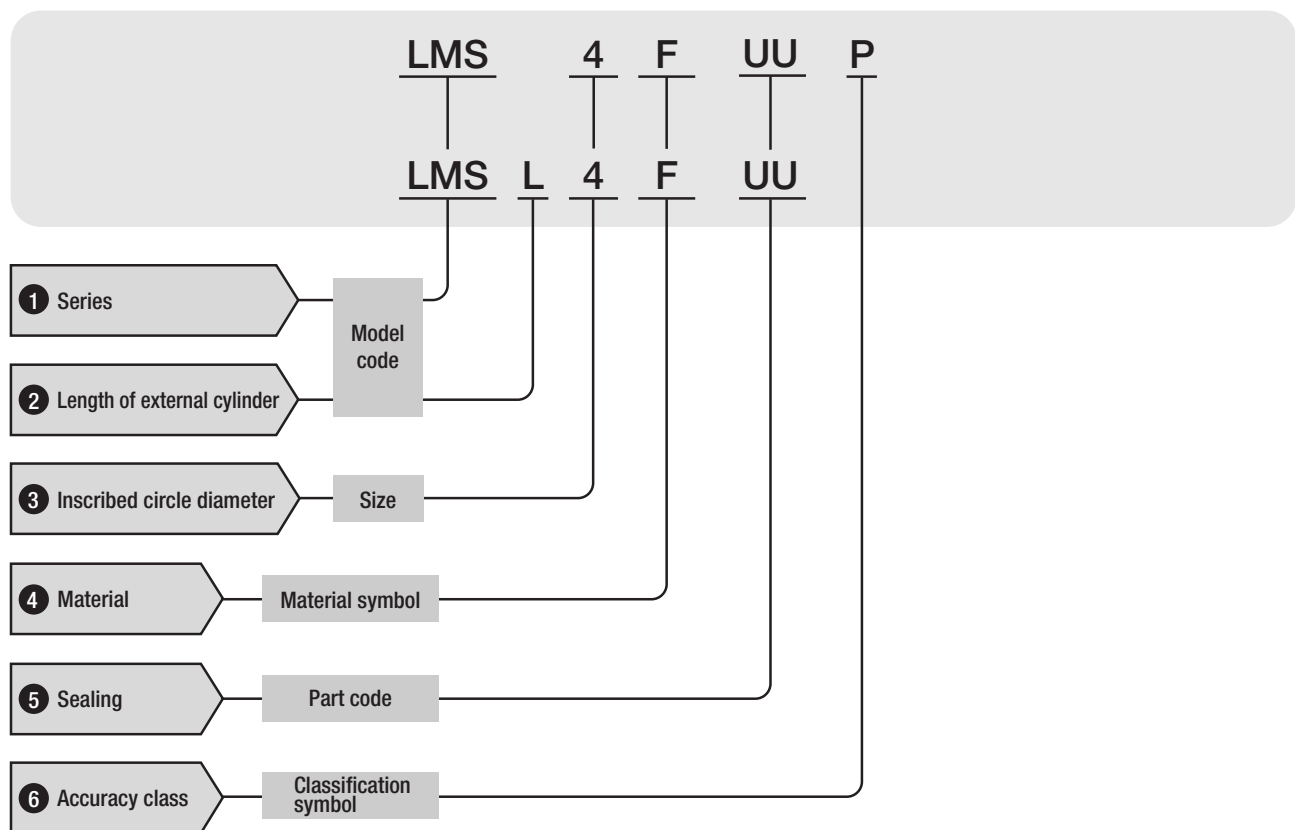 LMS 4 F UU P
LMS L 4 F UU
1 Series
Model
code
2 Length of external cylinder
3 Inscribed circle diameter
Size
4 Material
Material symbol
5 Sealing
Part code
6 Accuracy class
Classification
symbol